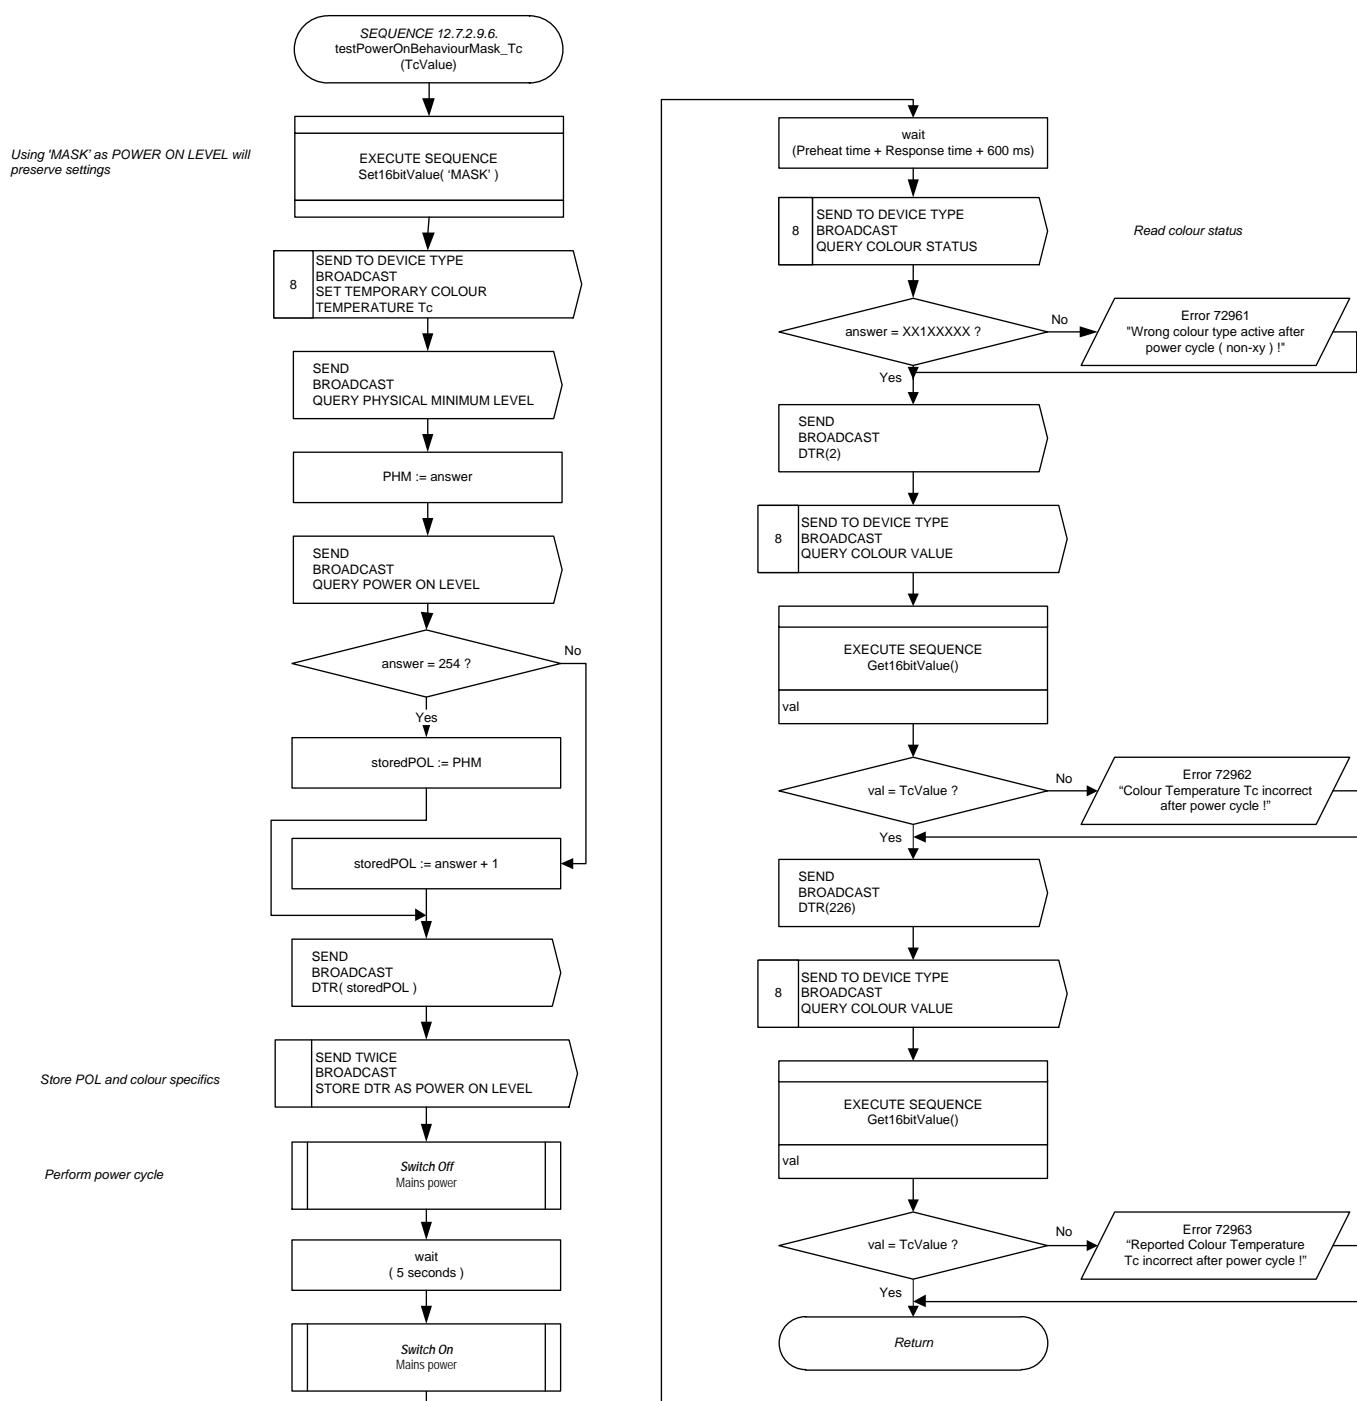 SEQUENCE 12.7.2.9.6.
testPowerOnBehaviourMask_Tc
(TcValue)
Using 'MASK' as POWER ON LEVEL will
preserve settings
EXECUTE SEQUENCE
Set16bitValue( ‘MASK’ )
8
SEND TO DEVICE TYPE
BROADCAST
SET TEMPORARY COLOUR
TEMPERATURE Tc
SEND
BROADCAST
QUERY PHYSICAL MINIMUM LEVEL
PHM := answer
SEND
BROADCAST
QUERY POWER ON LEVEL
answer = 254 ?
No
Yes
storedPOL := PHM
storedPOL := answer + 1
SEND
BROADCAST
DTR( storedPOL )
Store POL and colour specifics
SEND TWICE
BROADCAST
STORE DTR AS POWER ON LEVEL
Perform power cycle
Switch Off
Mains power
wait
( 5 seconds )
Switch On
Mains power
wait
(Preheat time + Response time + 600 ms)
8
SEND TO DEVICE TYPE
BROADCAST
QUERY COLOUR STATUS
Read colour status
answer = XX1XXXXX ?
No
Error 72961
"Wrong colour type active after
power cycle ( non-xy ) !"
Yes
SEND
BROADCAST
DTR(2)
8
SEND TO DEVICE TYPE
BROADCAST
QUERY COLOUR VALUE
EXECUTE SEQUENCE
Get16bitValue()
val
val = TcValue ?
No
Error 72962
“Colour Temperature Tc incorrect
after power cycle !”
Yes
SEND
BROADCAST
DTR(226)
8
SEND TO DEVICE TYPE
BROADCAST
QUERY COLOUR VALUE
EXECUTE SEQUENCE
Get16bitValue()
val
val = TcValue ?
No
Error 72963
“Reported Colour Temperature
Tc incorrect after power cycle !”
Yes
Return